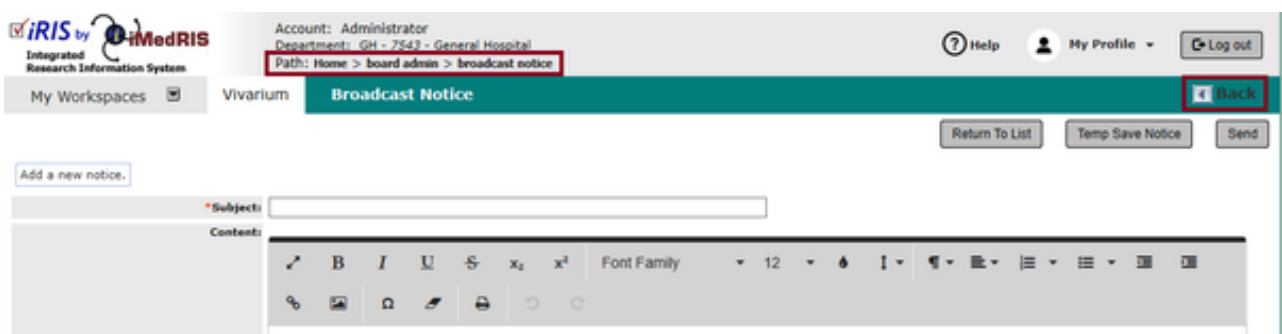 iRIS by iMedRIS
Integrated
Research Information System
Account: Administrator
Department: GH - 7543 - General Hospital
Path: Home > board admin > broadcast notice
Help
My Profile
Log out
My Workspaces
Vivarium
Broadcast Notice
Back
Return To List
Temp Save Notice
Send
Add a new notice.
*Subject:
Content:
B I U S x₂ x² Font Family 12
Ω